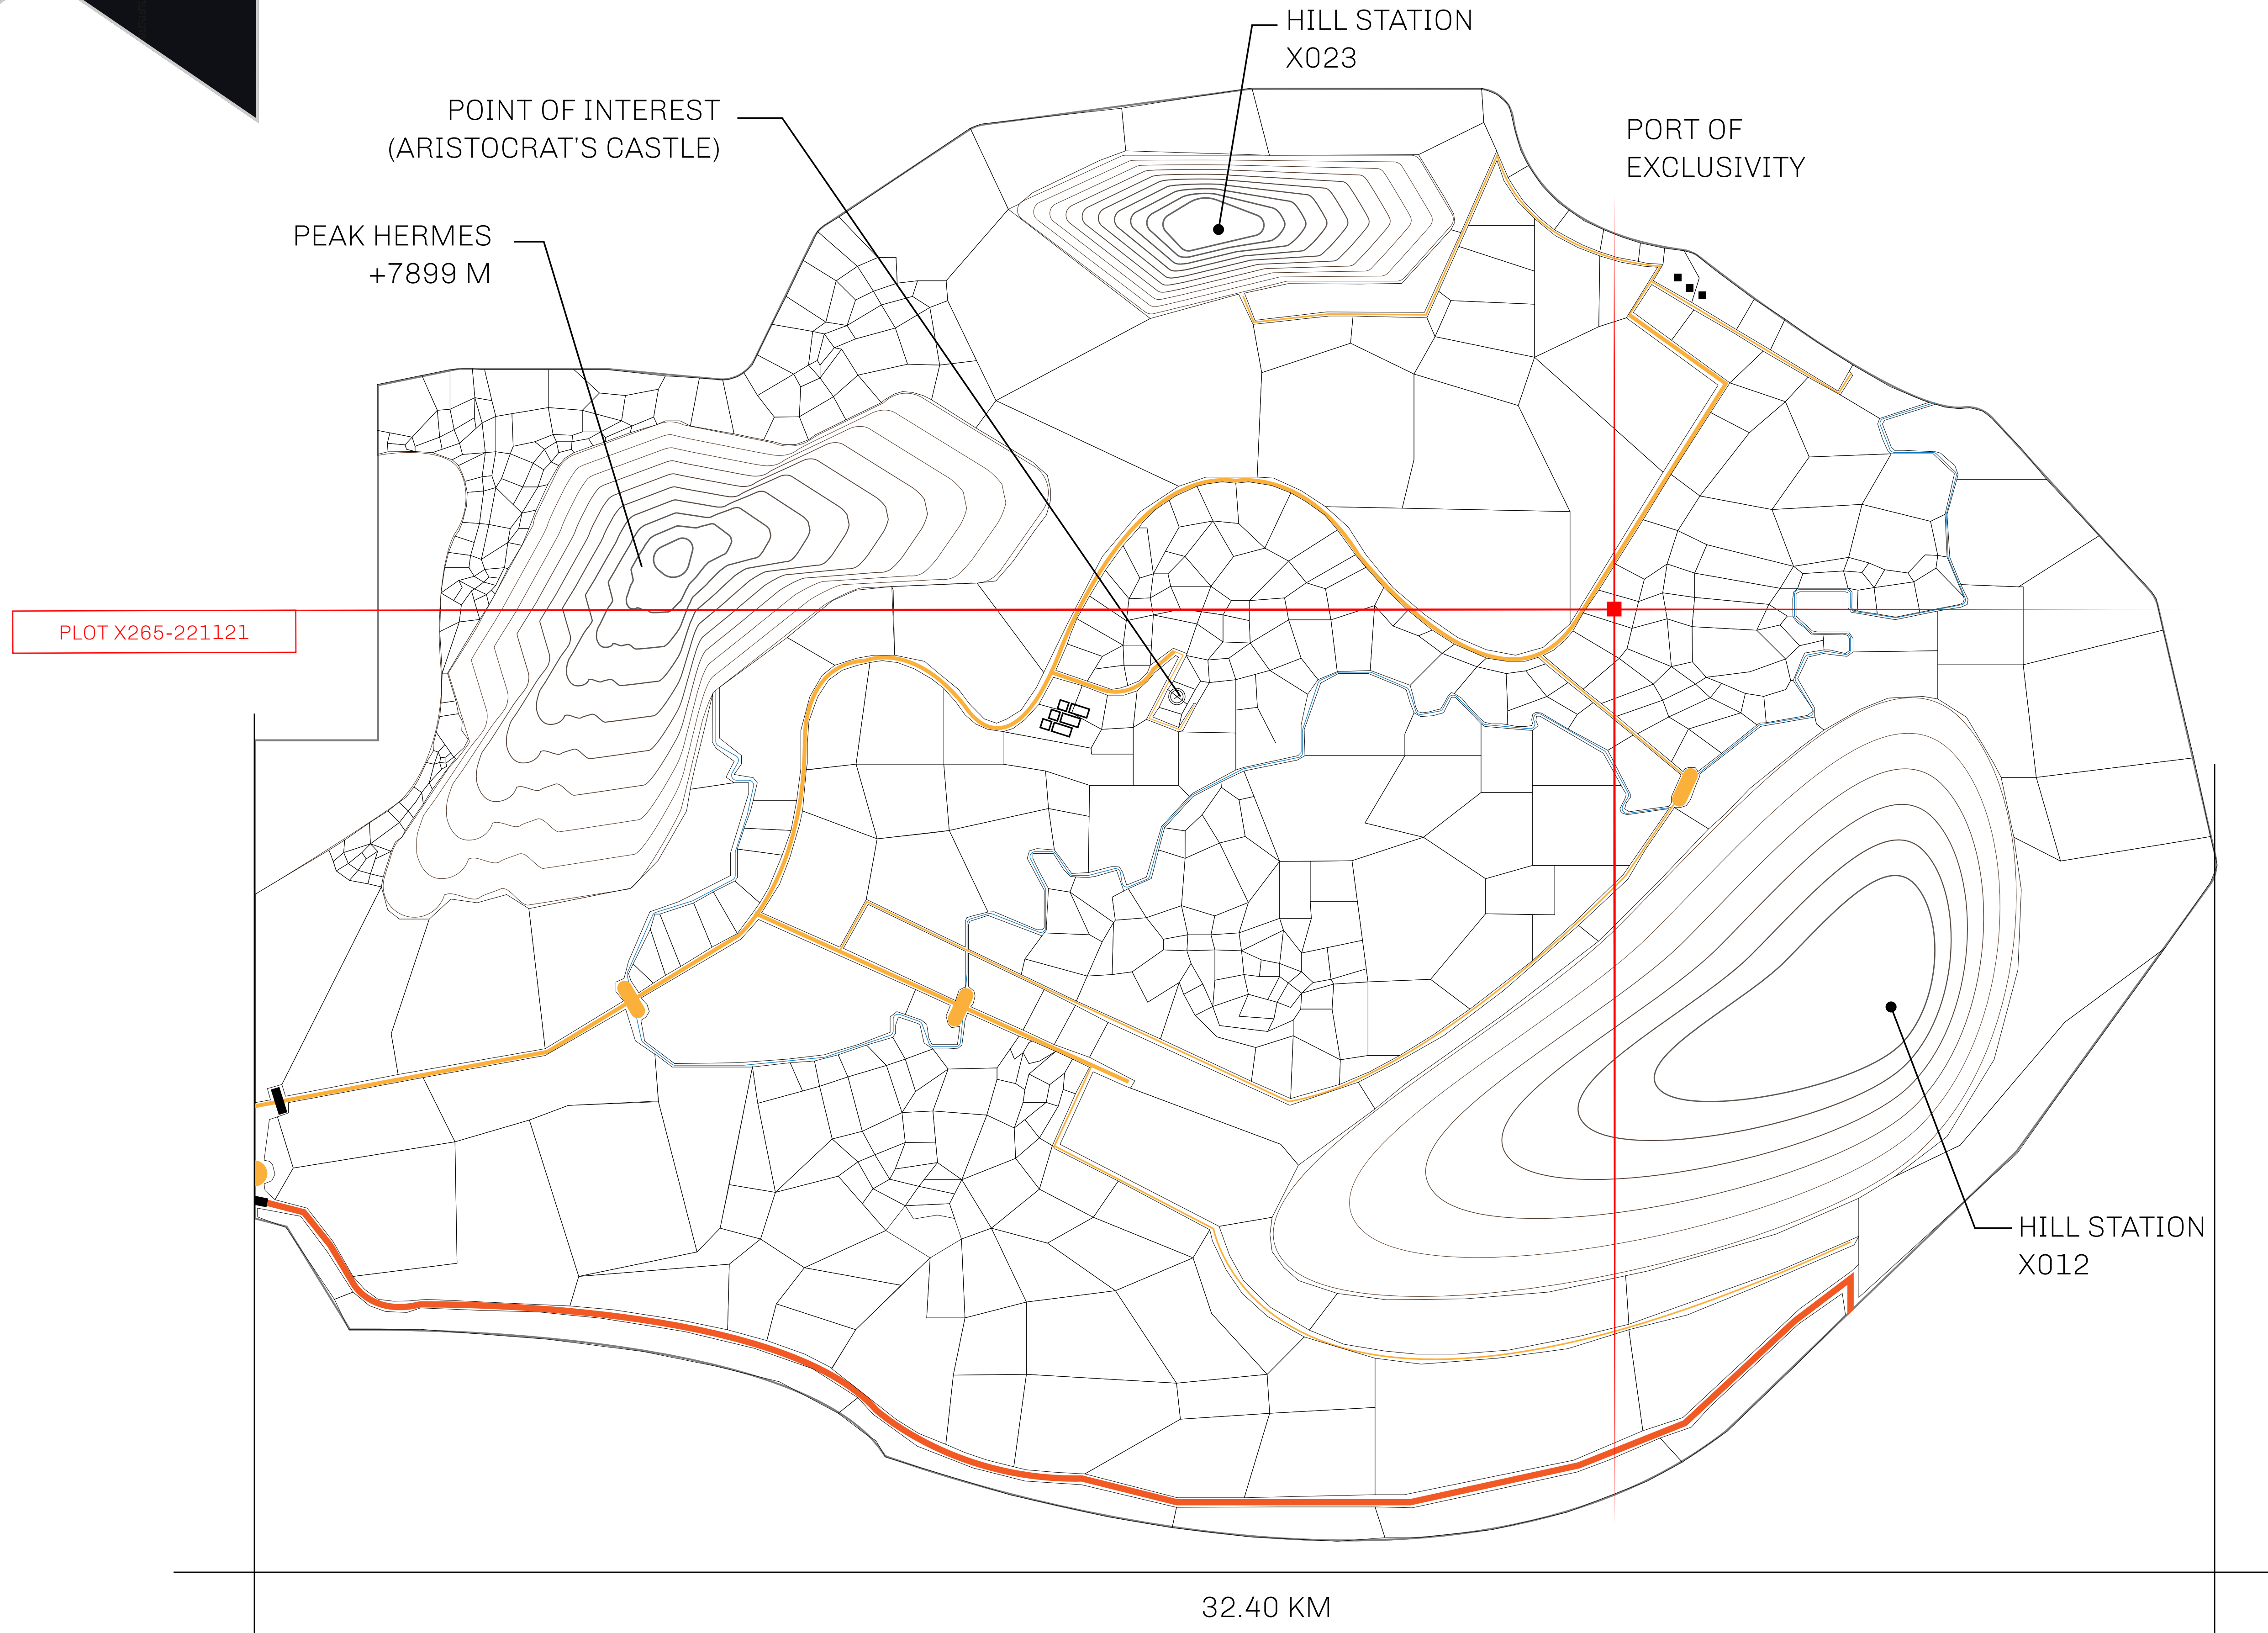 HILL STATION
X023
POINT OF INTEREST
(ARISTOCRAT'S CASTLE)
PORT OF
EXCLUSIVITY
PEAK HERMES
+7899 M
PLOT X265-221121
HILL STATION
X012
32.40 KM